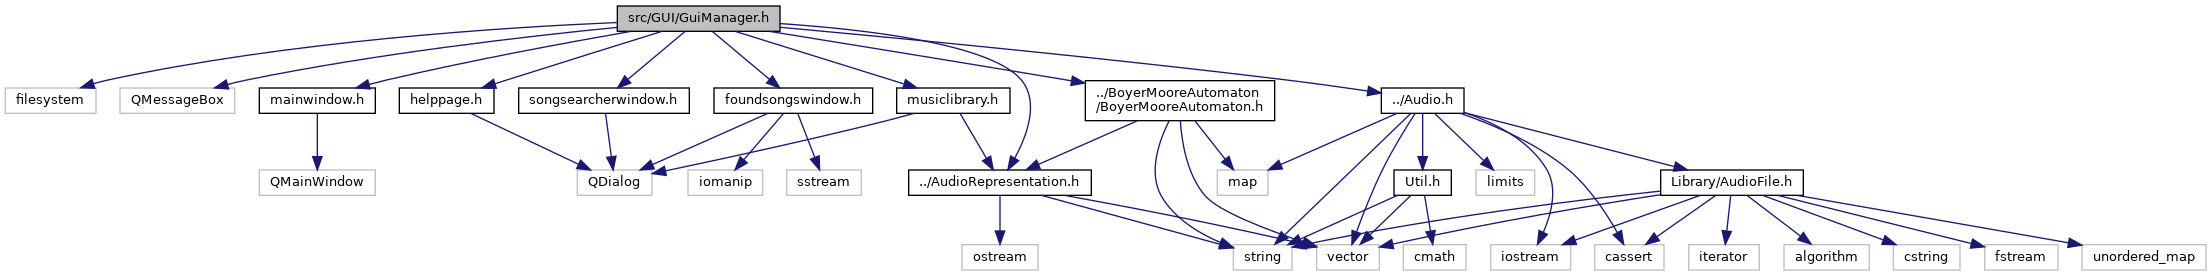 src/GUI/GuiManager.h
filesystem
QMessageBox
mainwindow.h
helppage.h
songsearcherwindow.h
foundsongswindow.h
musiclibrary.h
../BoyerMooreAutomaton
/BoyerMooreAutomaton.h
../Audio.h
QMainWindow
QDialog
iomanip
sstream
../AudioRepresentation.h
map
Util.h
limits
Library/AudioFile.h
ostream
string
vector
cmath
iostream
cassert
iterator
algorithm
cstring
fstream
unordered_map